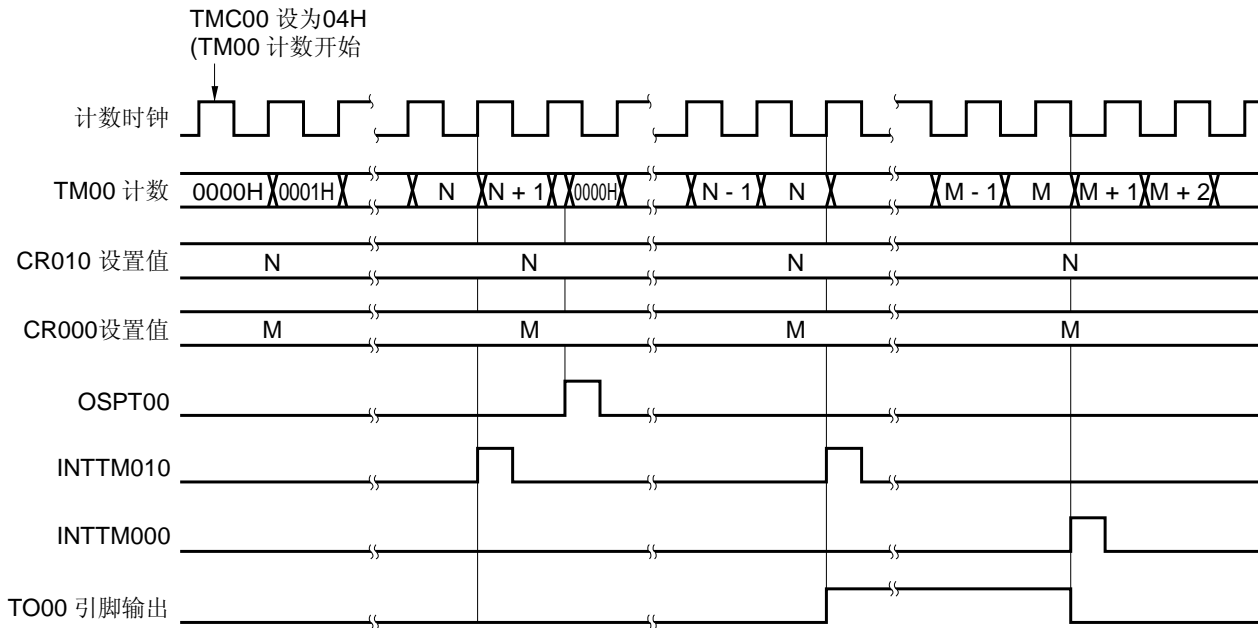 TMC00 设为04H
(TM00 计数开始
计数时钟
TM00 计数 0000H 0001H N N + 1 0000H N - 1 N M - 1 M M + 1 M + 2
CR010 设置值 N N N N
CR000设置值 M M M M
OSPT00
INTTM010
INTTM000
TO00 引脚输出